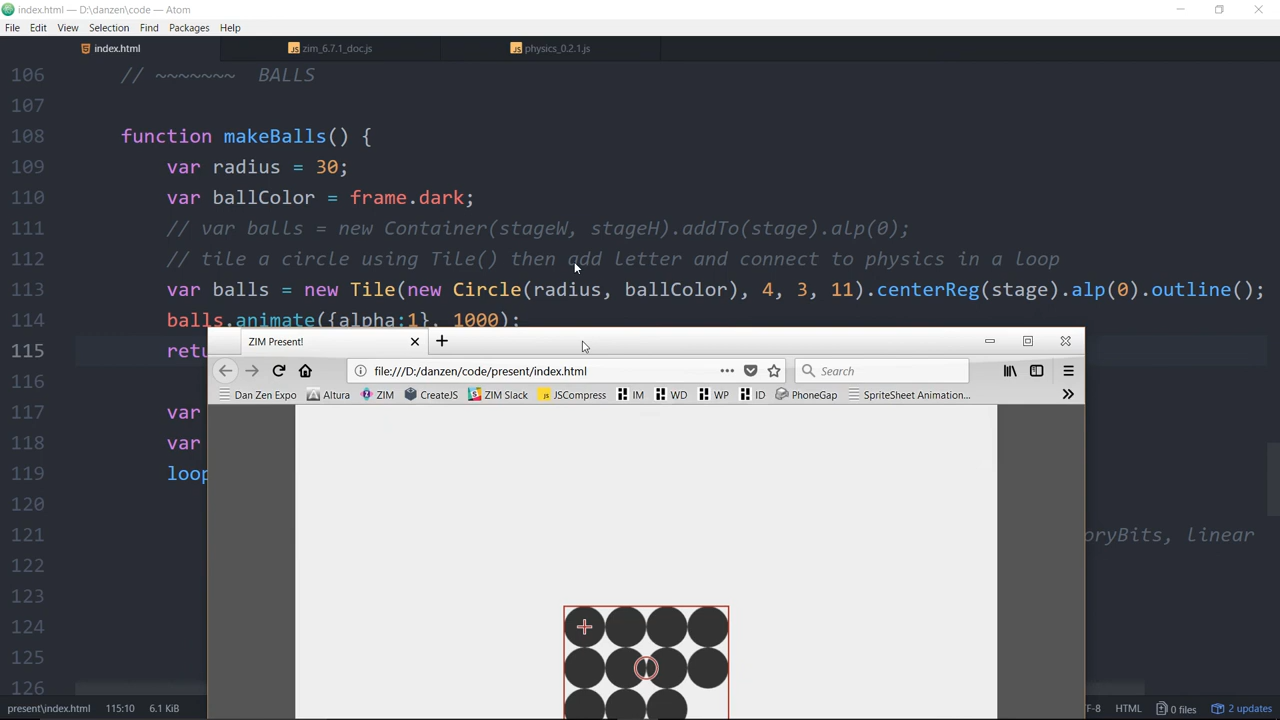 index.html — D:\danzen\code — Atom
File Edit View Selection Find Packages Help
index.html zim_6.7.1_doc.js physics_0.2.1.js
106 // ~~~~~~~ BALLS
107
108 function makeBalls() {
109 var radius = 30;
110 var ballColor = frame.dark;
111 // var balls = new Container(stageW, stageH).addTo(stage).alp(0);
112 // tile a circle using Tile() then add letter and connect to physics in a loop
113 var balls = new Tile(new Circle(radius, ballColor), 4, 3, 11).centerReg(stage).alp(0).outline();
114 balls.animate({alpha:1}, 1000);
115 retu
ZIM Present!
116
file:///D:/danzen/code/present/index.html
Search
Dan Zen Expo Altura ZIM CreateJS ZIM Slack JSCompress IM WD WP ID PhoneGap SpriteSheet Animation...
117 var
118 var
119 loop
120
121 oryBits, linear
122
123
124
125
126
present\index.html 115:10 6.1 KiB F-8 HTML 0 files 2 updates